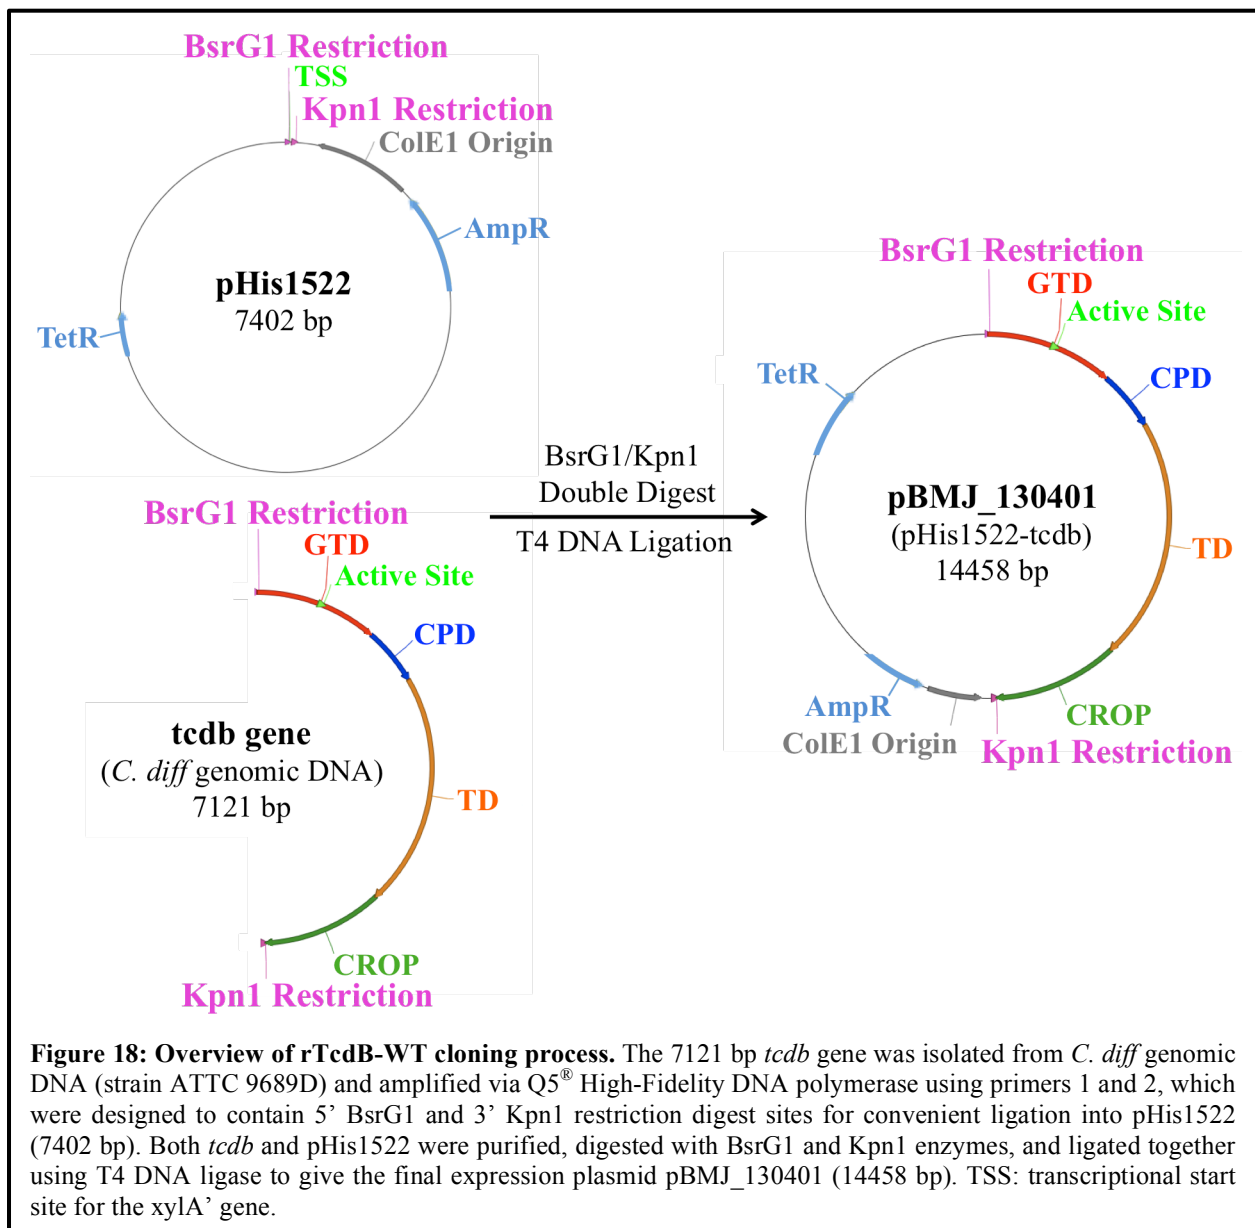 BsrG1 Restriction
TSS
Kpn1 Restriction
ColE1 Origin
AmpR
pHis1522
7402 bp
TetR
BsrG1 Restriction
GTD
Active Site
CPD
tcdb gene
(C. diff genomic DNA)
7121 bp
TD
CROP
Kpn1 Restriction
BsrG1/Kpn1
Double Digest
T4 DNA Ligation
BsrG1 Restriction
GTD
Active Site
TetR
CPD
pBMJ_130401
(pHis1522-tcdb)
14458 bp
TD
AmpR
CROP
ColE1 Origin
Kpn1 Restriction
Figure 18: Overview of rTcdB-WT cloning process. The 7121 bp tcdb gene was isolated from C. diff genomic
DNA (strain ATTC 9689D) and amplified via Q5® High-Fidelity DNA polymerase using primers 1 and 2, which
were designed to contain 5’ BsrG1 and 3’ Kpn1 restriction digest sites for convenient ligation into pHis1522
(7402 bp). Both tcdb and pHis1522 were purified, digested with BsrG1 and Kpn1 enzymes, and ligated together
using T4 DNA ligase to give the final expression plasmid pBMJ_130401 (14458 bp). TSS: transcriptional start
site for the xylA’ gene.